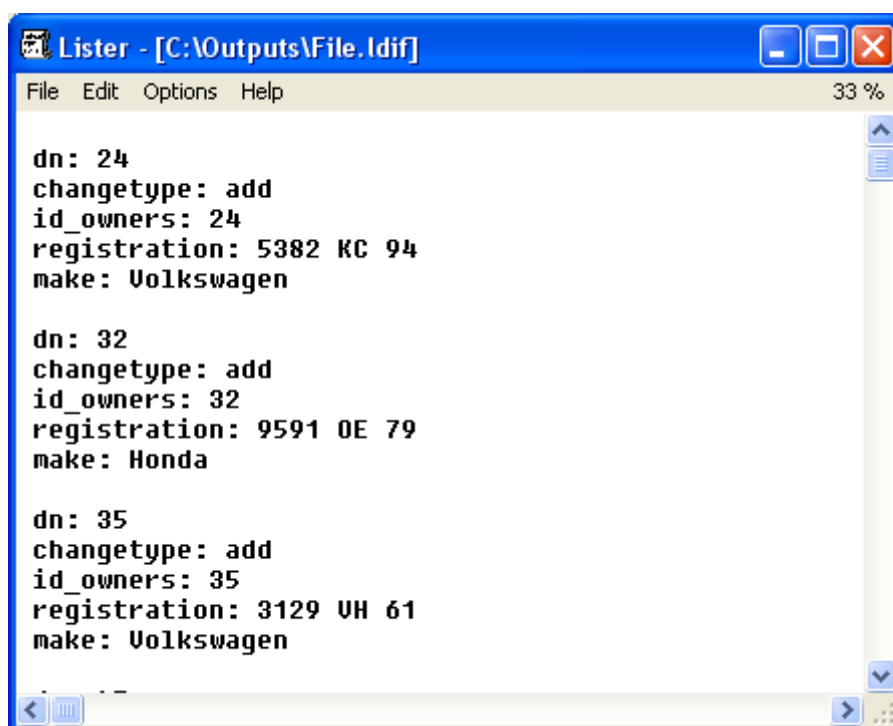 Lister - [C:\Outputs\File.ldif]
File Edit Options Help 33 %
dn: 24
changetype: add
id_owners: 24
registration: 5382 KC 94
make: Volkswagen
dn: 32
changetype: add
id_owners: 32
registration: 9591 OE 79
make: Honda
dn: 35
changetype: add
id_owners: 35
registration: 3129 VH 61
make: Volkswagen